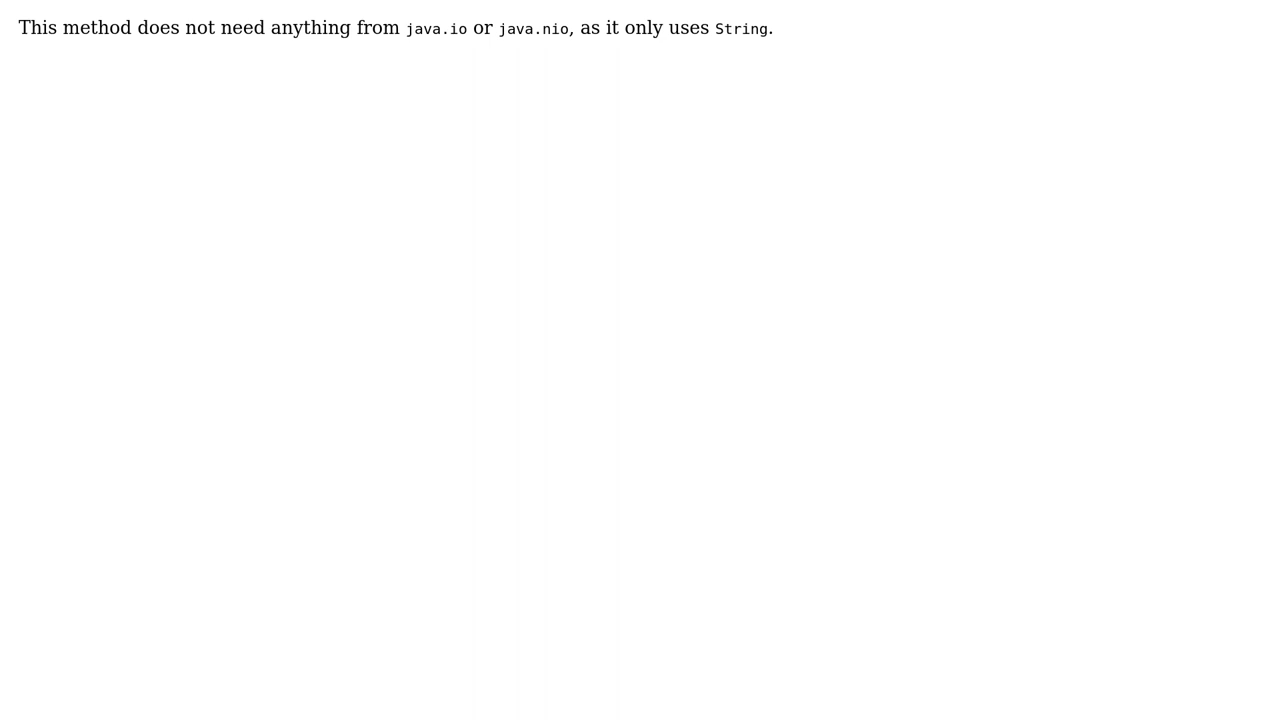 This method does not need anything from java.io or java.nio, as it only uses String.